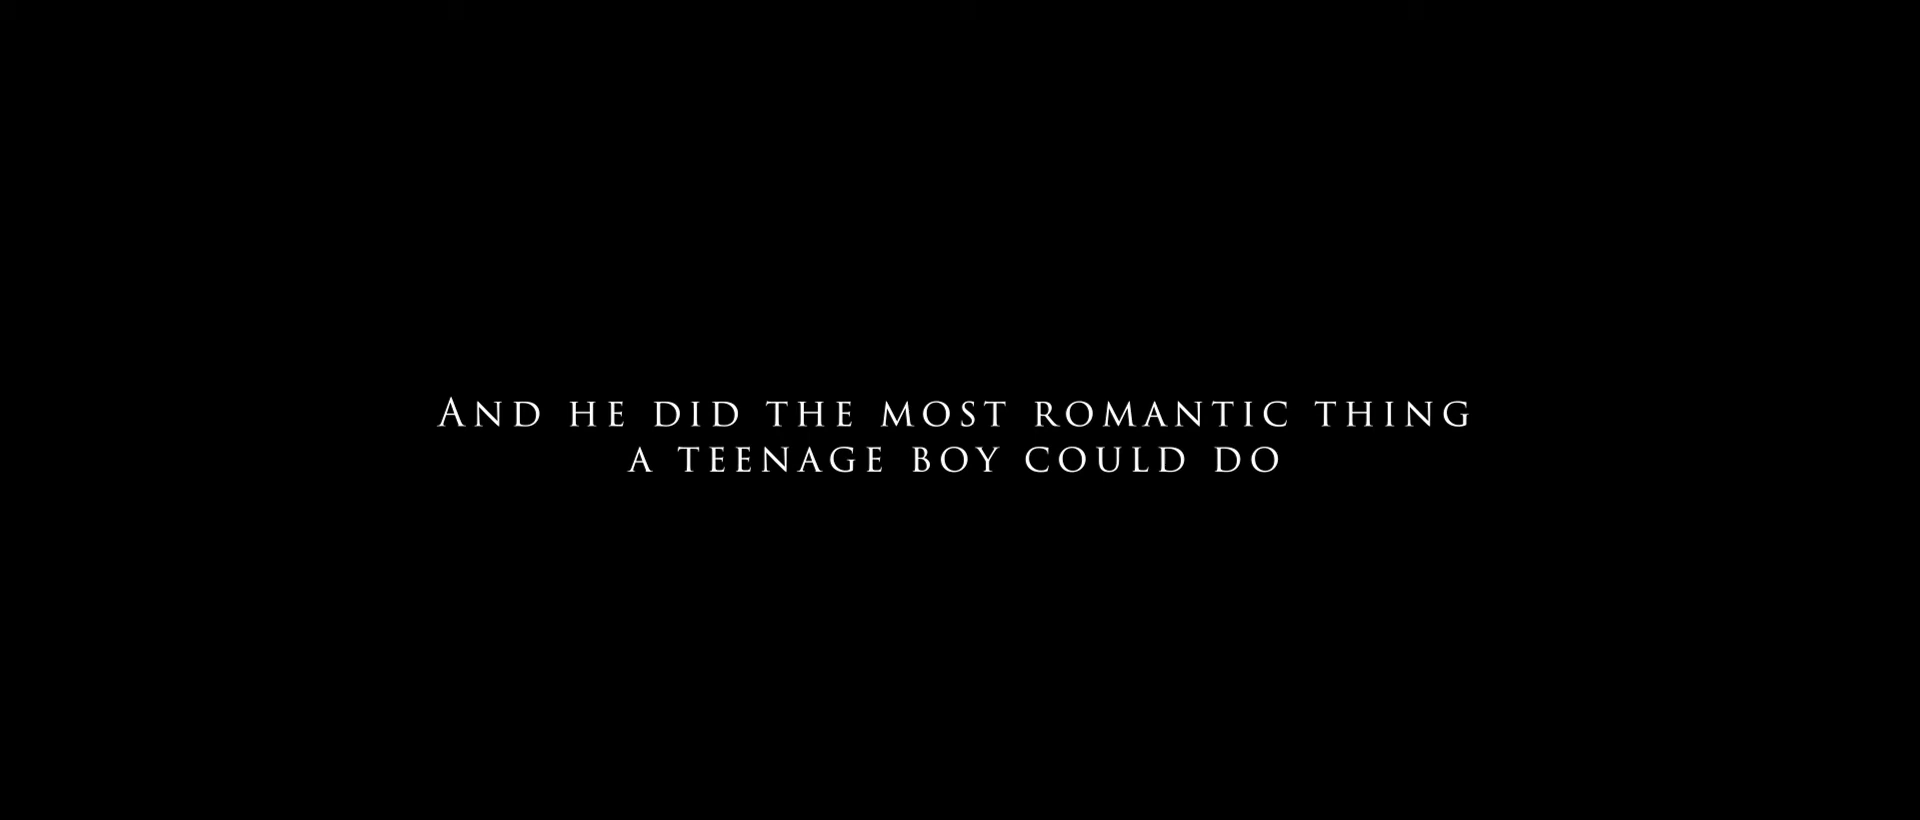 AND HE DID THE MOST ROMANTIC THING
A TEENAGE BOY COULD DO